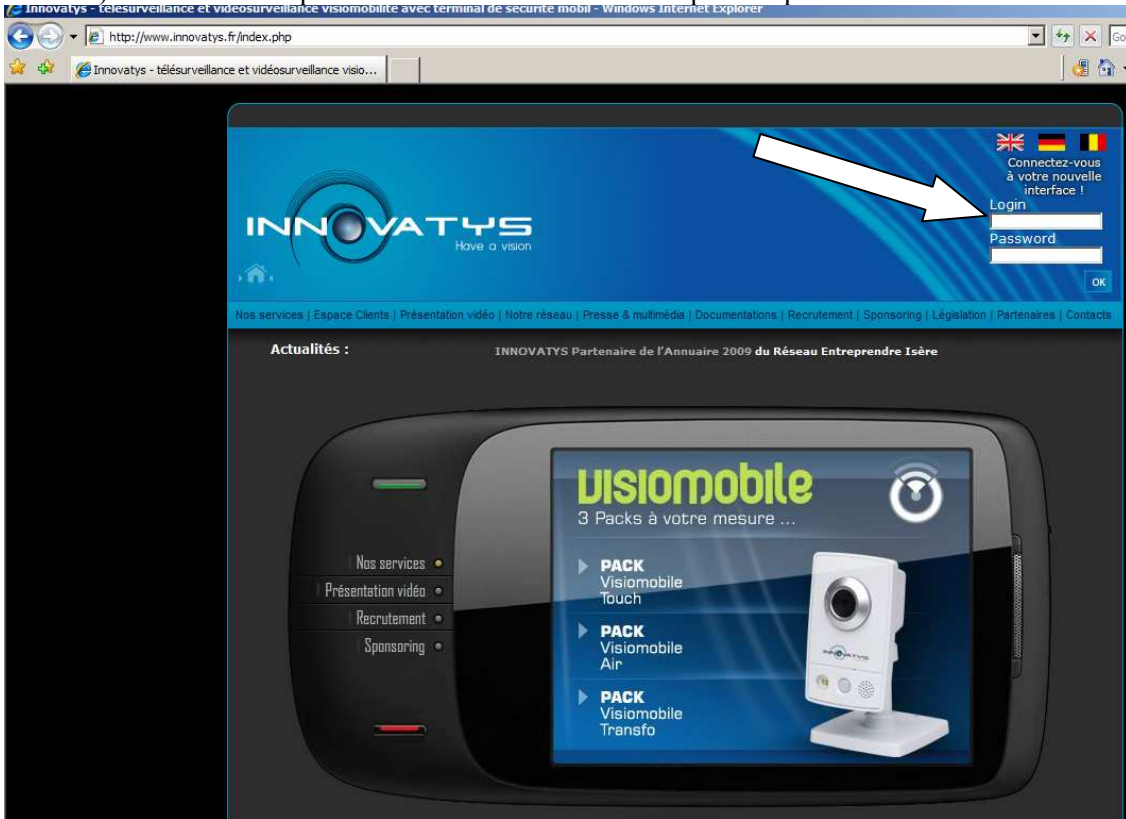 Innovatys - télésurveillance et vidéosurveillance visiomobilité avec terminal de sécurité mobil - Windows Internet Explorer
http://www.innovatys.fr/index.php
Go
Innovatys - télésurveillance et vidéosurveillance visio...
Connectez-vous
à votre nouvelle
interface !
Login
Password
OK
INNOVATYS
Have a vision
Nos services | Espace Clients | Présentation vidéo | Notre réseau | Presse & multimédia | Documentations | Recrutement | Sponsoring | Législation | Partenaires | Contacts
Actualités :
INNOVATYS Partenaire de l'Annuaire 2009 du Réseau Entreprendre Isère
Nos services
Présentation vidéo
Recrutement
Sponsoring
visiomobile
3 Packs à votre mesure ...
PACK
Visiomobile
Touch
PACK
Visiomobile
Air
PACK
Visiomobile
Transfo
INNOVATYS